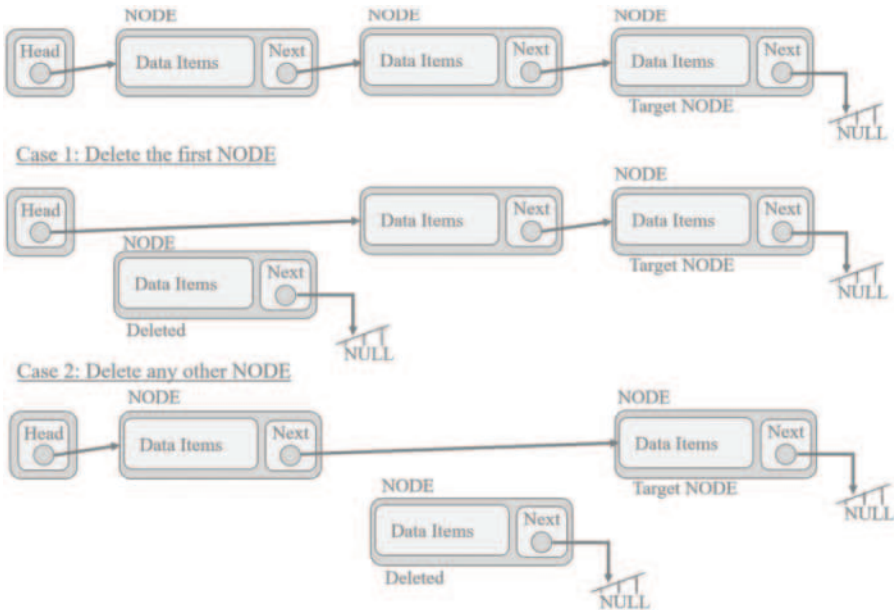 NODE
NODE
NODE
Head
Data Items
Next
Data Items
Next
Data Items
Next
Target NODE
NULL
Case 1: Delete the first NODE
NODE
Head
Data Items
Next
Data Items
Next
NODE
Target NODE
Data Items
Next
NULL
Deleted
NULL
Case 2: Delete any other NODE
NODE
NODE
Head
Data Items
Next
Data Items
Next
NODE
Target NODE
NULL
Data Items
Next
Deleted
NULL